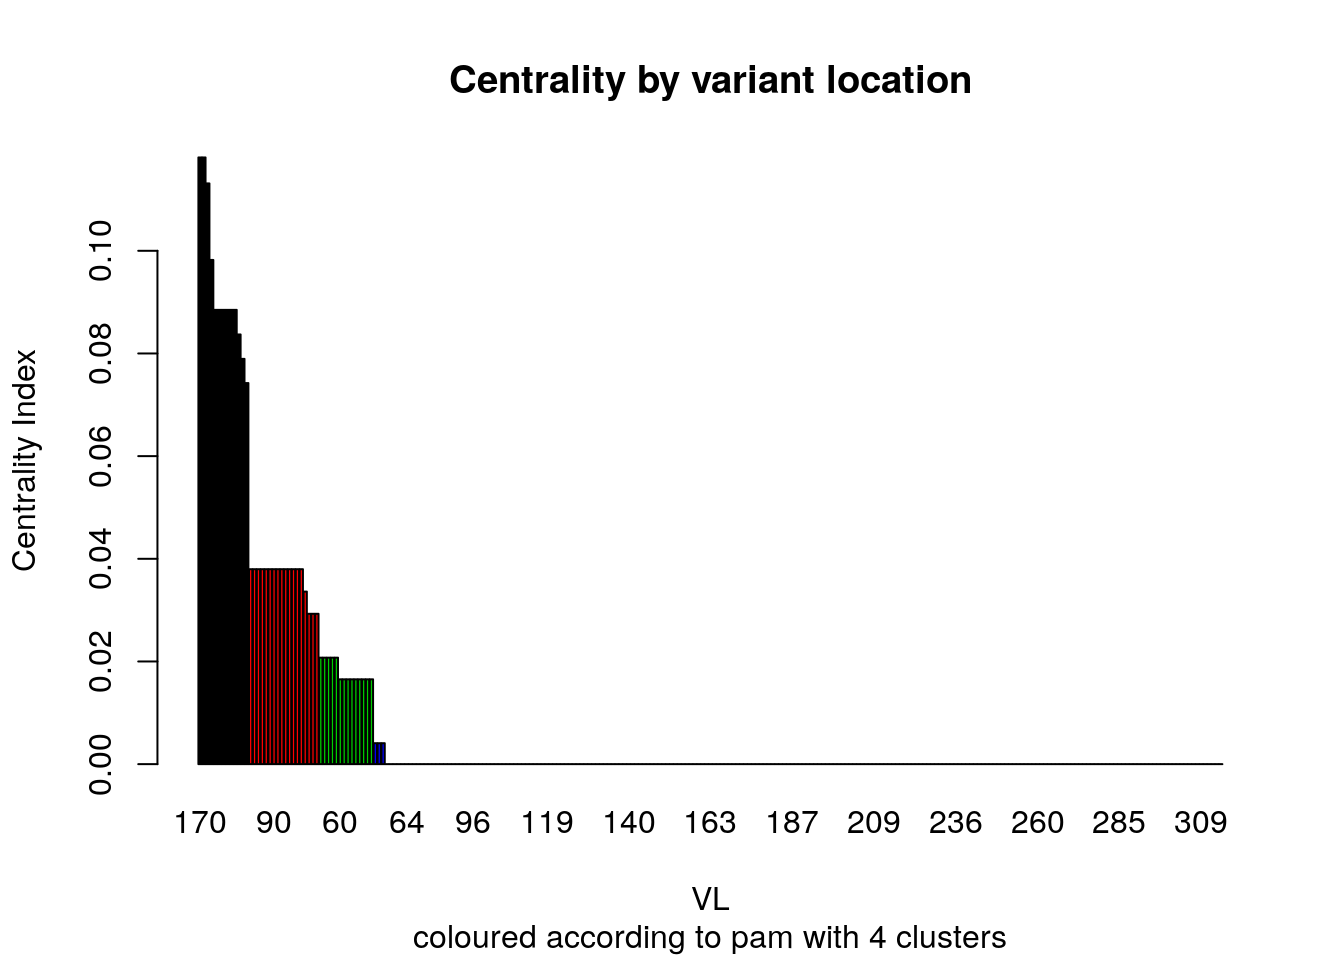 Centrality by variant location
Centrality Index
0.10
0.08
0.06
0.04
0.02
0.00
170 90 60 64 96 119 140 163 187 209 236 260 285 309
VL
coloured according to pam with 4 clusters